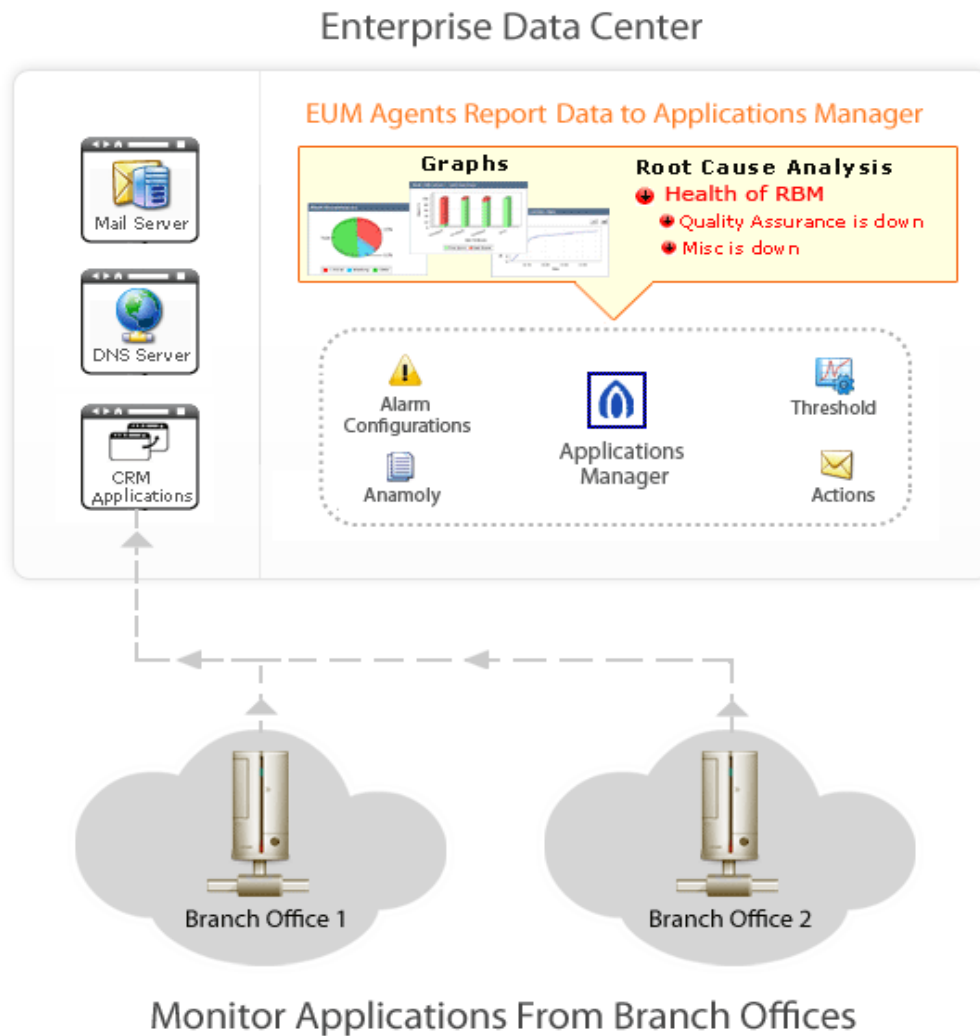 Enterprise Data Center
EUM Agents Report Data to Applications Manager
Graphs
Root Cause Analysis
Health of RBM
Quality Assurance is down
Misc is down
Mail Server
DNS Server
CRM
Applications
Alarm
Configurations
Anamoly
Applications
Manager
Threshold
Actions
Branch Office 1
Branch Office 2
Monitor Applications From Branch Offices